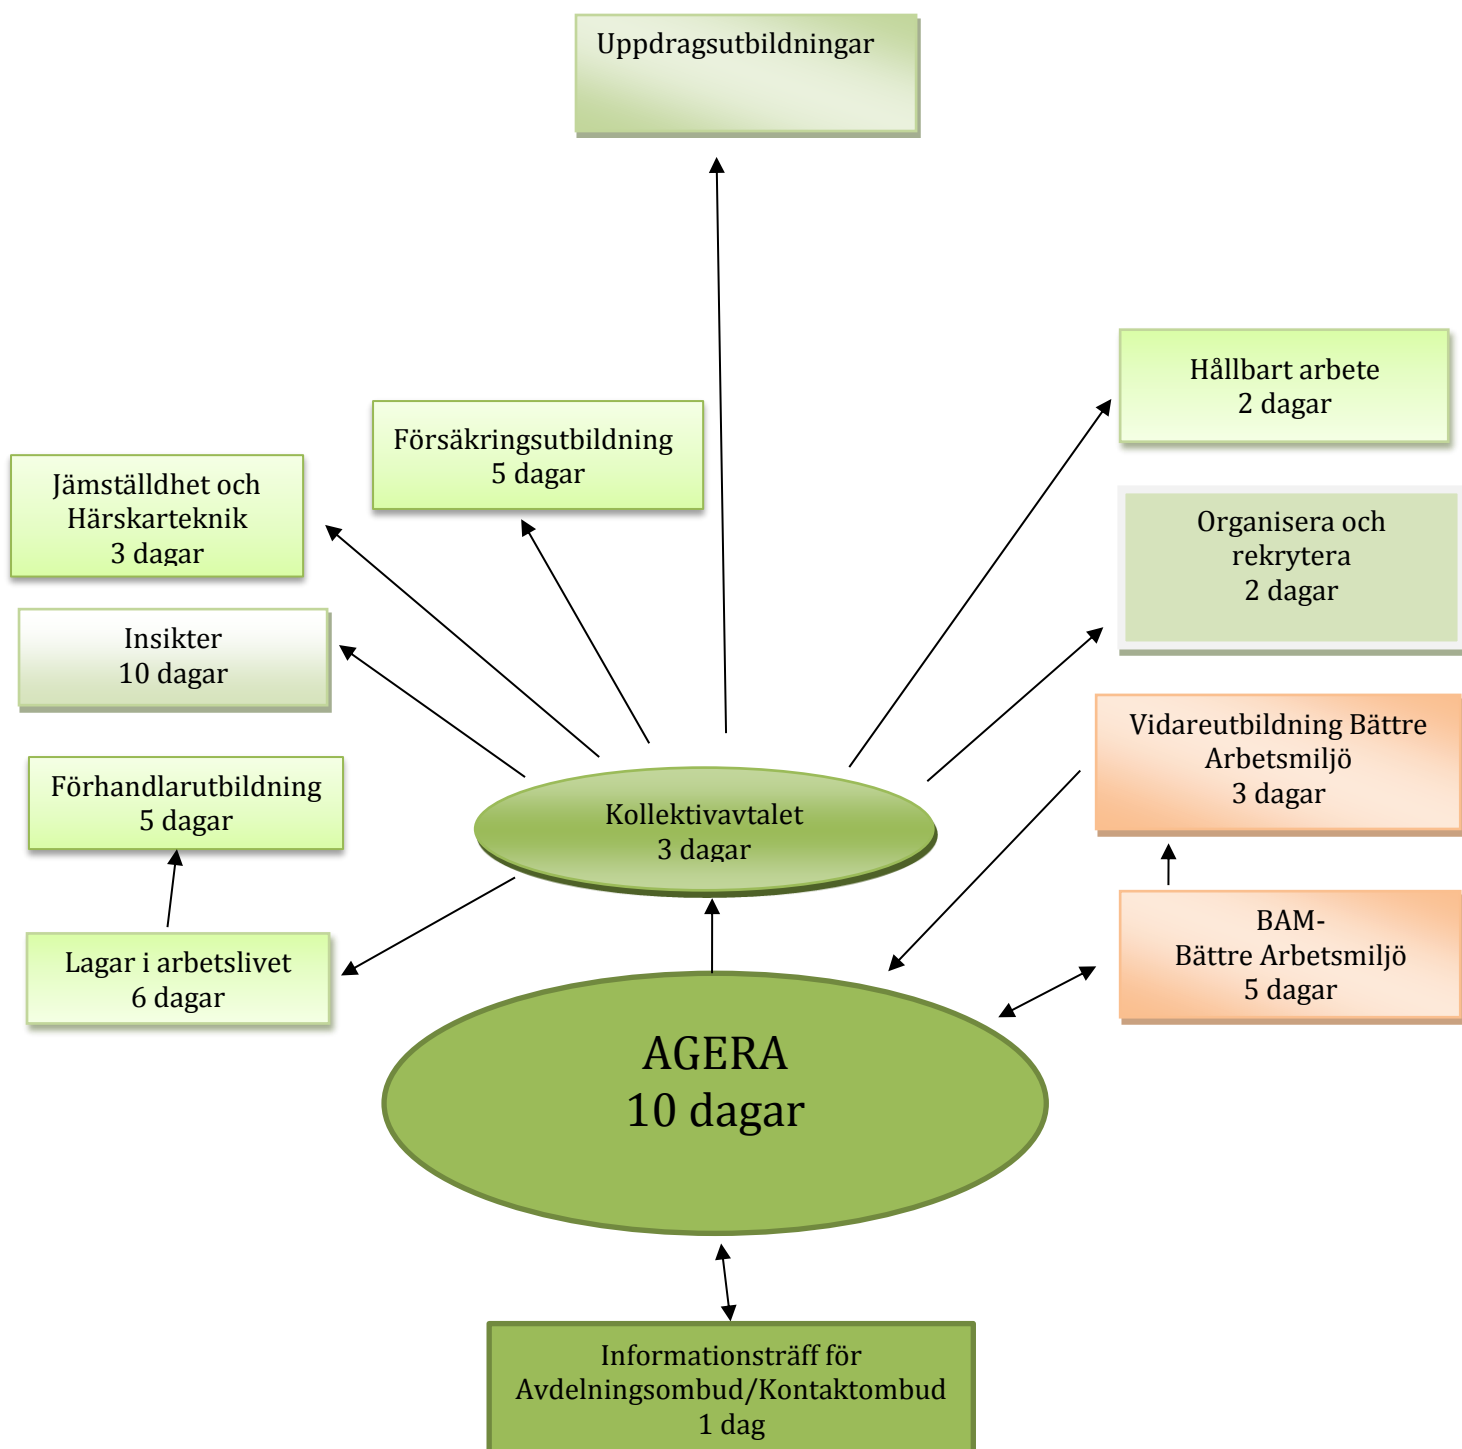 Uppdragsutbildningar
Hållbart arbete
2 dagar
Försäkringsutbildning
5 dagar
Jämställdhet och
Härskarteknik
3 dagar
Organisera och
rekrytera
2 dagar
Insikter
10 dagar
Vidareutbildning Bättre
Arbetsmiljö
3 dagar
Förhandlarutbildning
5 dagar
Kollektivavtalet
3 dagar
BAM-
Bättre Arbetsmiljö
5 dagar
Lagar i arbetslivet
6 dagar
AGERA
10 dagar
Informationsträff för
Avdelningsombud/Kontaktombud
1 dag